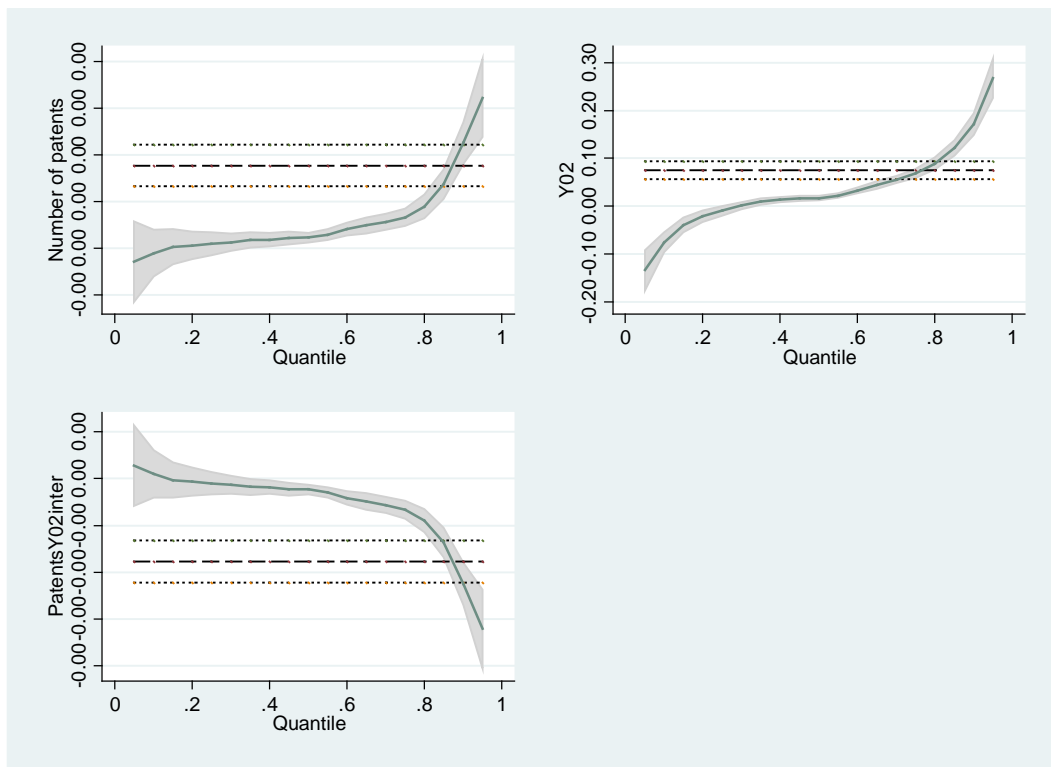 Number of patents
-0.00 0.00 0.00 0.00 0.00 0.00
0 .2 .4 .6 .8 1
Quantile
Y02
-0.20 -0.10 0.00 0.10 0.20 0.30
0 .2 .4 .6 .8 1
Quantile
PatentsY02inter
-0.00 -0.00 -0.00 -0.00 0.00 0.00
0 .2 .4 .6 .8 1
Quantile